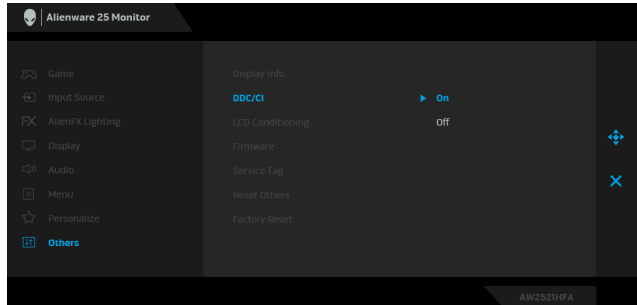 Alienware 25 Monitor
Game
Display Info
Input Source
DDC/CI
On
AlienFX Lighting
LCD Conditioning
Off
Display
Firmware
Audio
Service Tag
Menu
Reset Others
Personalize
Factory Reset
Others
AW2521HFA